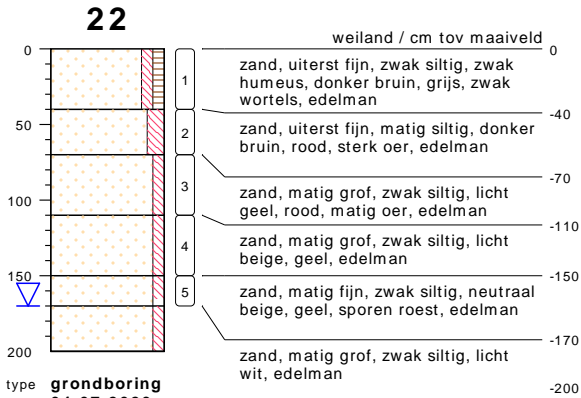 22
weiland / cm tov maaiveld
0
0
1
zand, uiterst fijn, zwak siltig, zwak
humeus, donker bruin, grijs, zwak
wortels, edelman
-40
50
2
zand, uiterst fijn, matig siltig, donker
bruin, rood, sterk oer, edelman
-70
100
3
zand, matig grof, zwak siltig, licht
geel, rood, matig oer, edelman
-110
4
zand, matig grof, zwak siltig, licht
beige, geel, edelman
-150
150
5
zand, matig fijn, zwak siltig, neutraal
beige, geel, sporen roest, edelman
-170
200
zand, matig grof, zwak siltig, licht
wit, edelman
-200
type grondboring